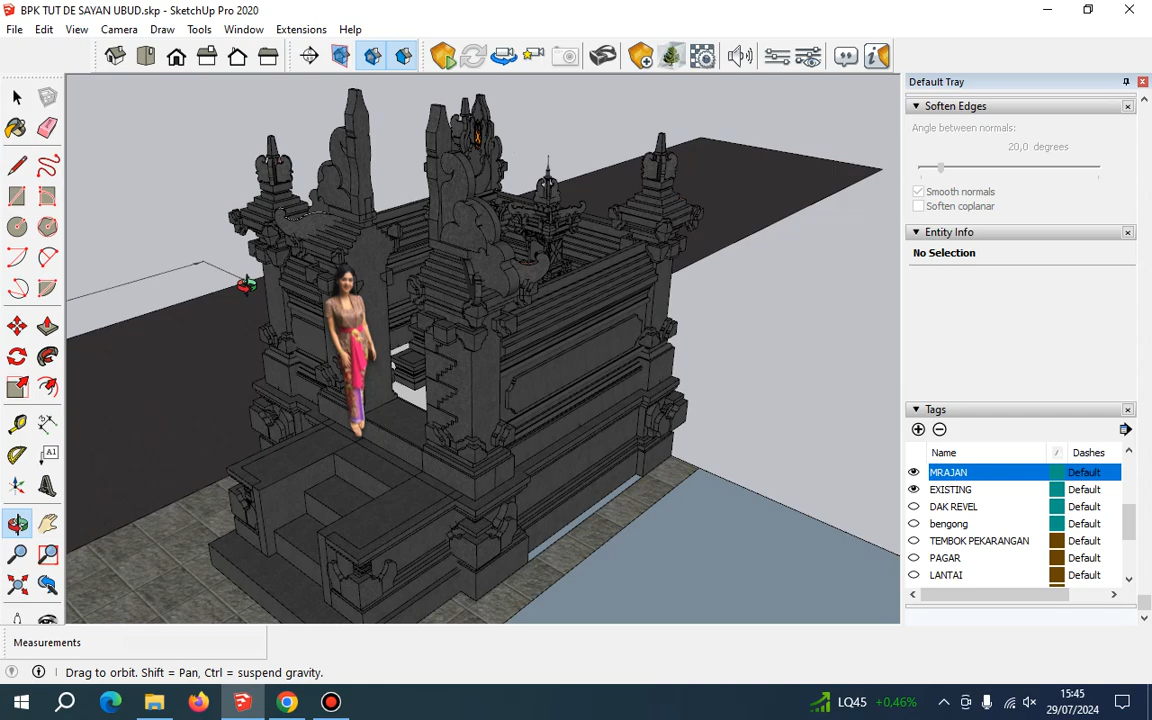 BPK TUT DE SAYAN UBUD.skp - SketchUp Pro 2020
File Edit View Camera Draw Tools Window Extensions Help
Default Tray
Soften Edges
Angle between normals:
20,0 degrees
Smooth normals
Soften coplanar
Entity Info
No Selection
A1
Tags
Name Dashes
MRAJAN Default
EXISTING Default
DAK REVEL Default
bengong Default
TEMBOK PEKARANGAN Default
PAGAR Default
LANTAI Default
Measurements
Drag to orbit. Shift = Pan, Ctrl = suspend gravity.
LQ45 +0,46%
15:45
29/07/2024